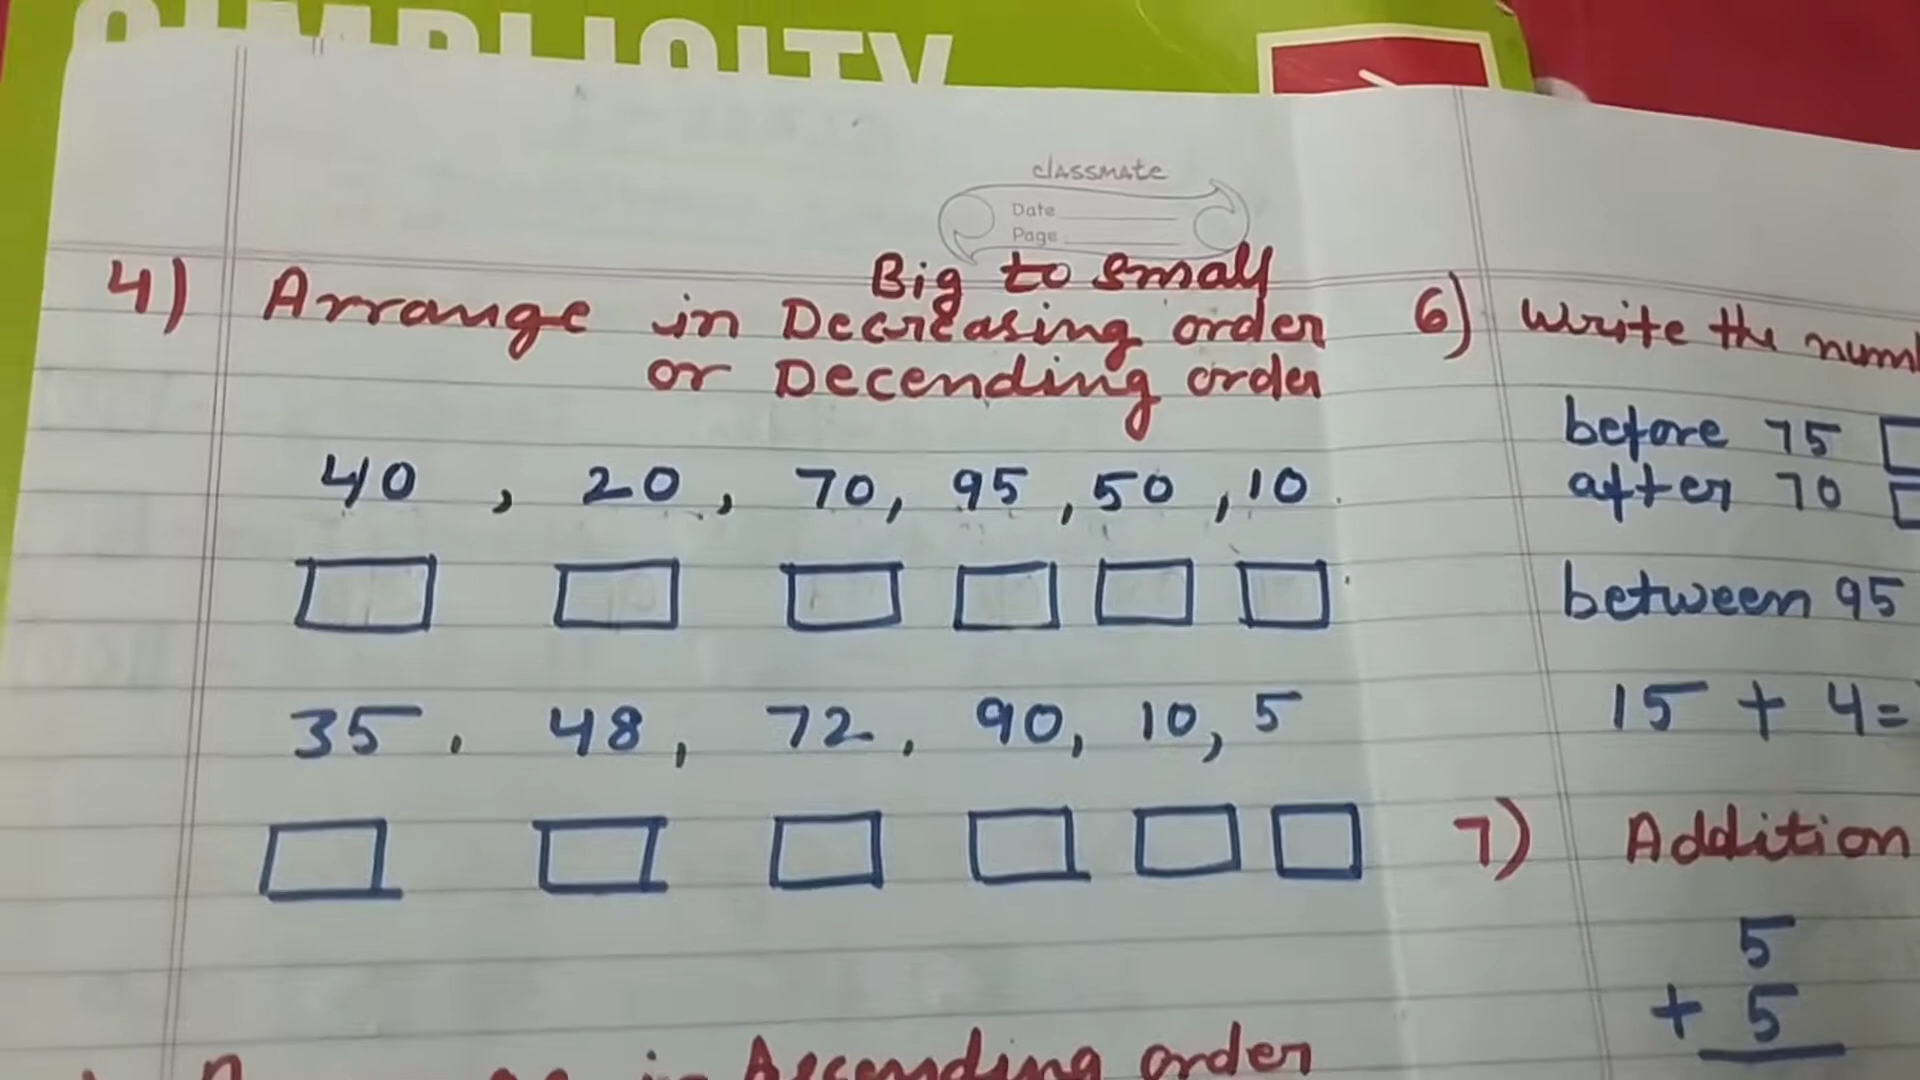 SIMPLICITY
classmate
Date
Page
Big to small
4) Arrange in Decreasing order
or Decending order
40 , 20 , 70, 95 , 50 , 10
35 , 48 , 72 , 90, 10, 5
in Ascending order
6) Write the
before 75
after 70
between 95
15 + 4 =
7) Addition
5
+ 5